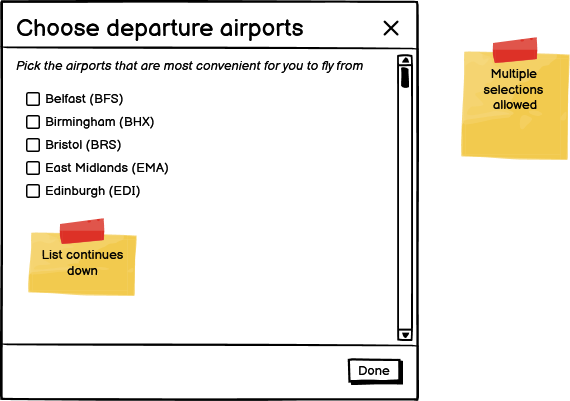 Choose departure airports
Pick the airports that are most convenient for you to fly from
Belfast (BFS)
Birmingham (BHX)
Bristol (BRS)
East Midlands (EMA)
Edinburgh (EDI)
List continues
down
Done
Multiple
selections
allowed